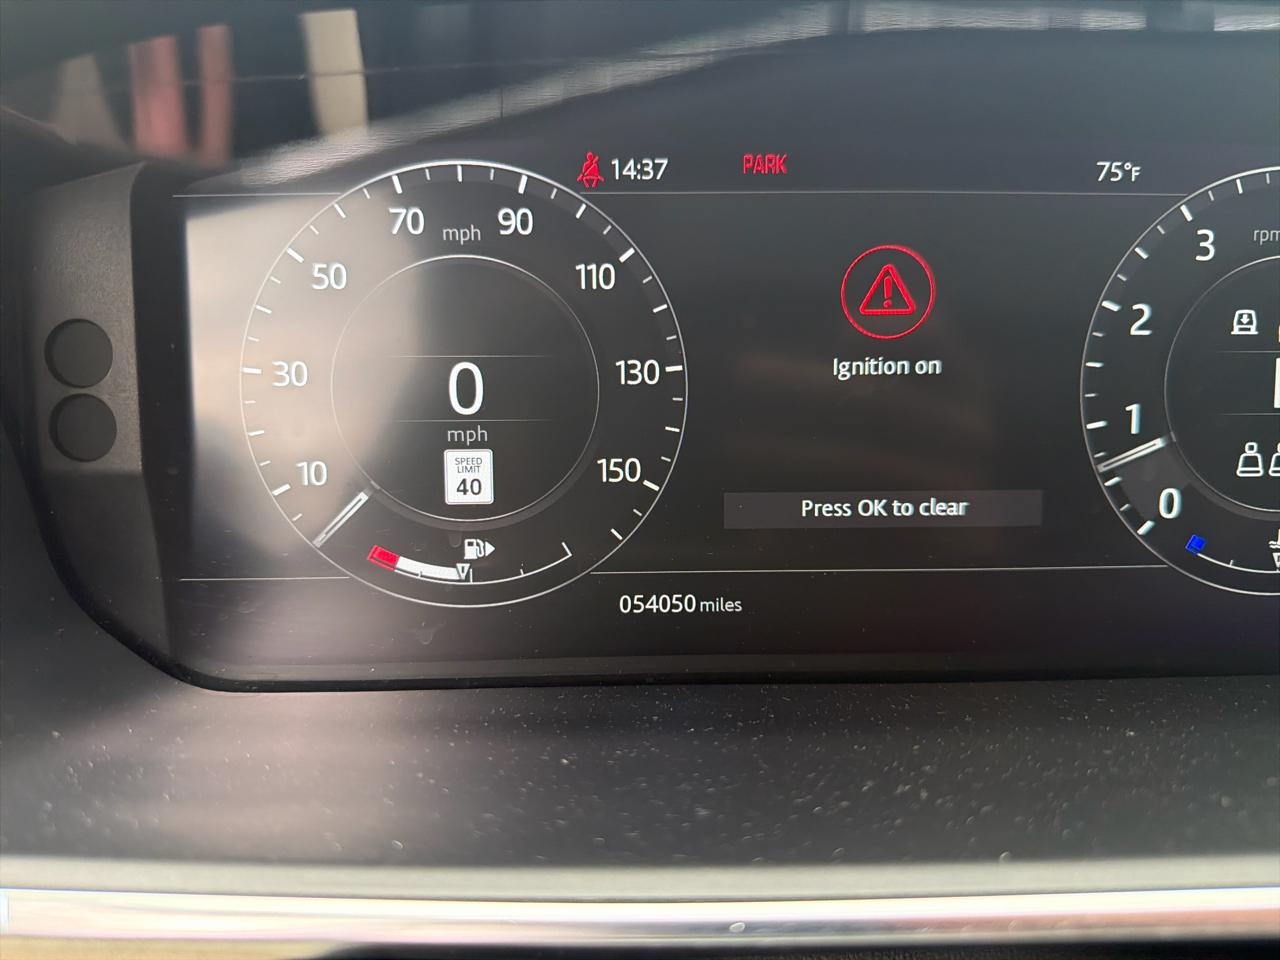 14:37
PARK
75°F
70
mph
90
50
110
30
130
10
150
0
mph
SPEED
LIMIT
40
Ignition on
Press OK to clear
054050 miles
3
2
1
0